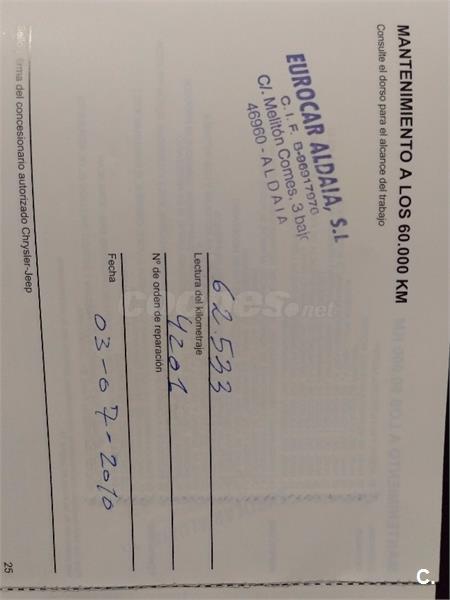 MANTENIMIENTO A LOS 60.000 KM
Consulte el dorso para el alcance del trabajo
EUROCAR ALDAIA, S.L
C. I. F. B-96917976
C/. Melitón Comes, 3 bajo
46960 - ALDAIA
62.533
Lectura del kilometraje
4201
Nº de orden de reparación
03-07-2010
Fecha
firma del concesionario autorizado Chrysler-Jeep
25
coches.net
C.